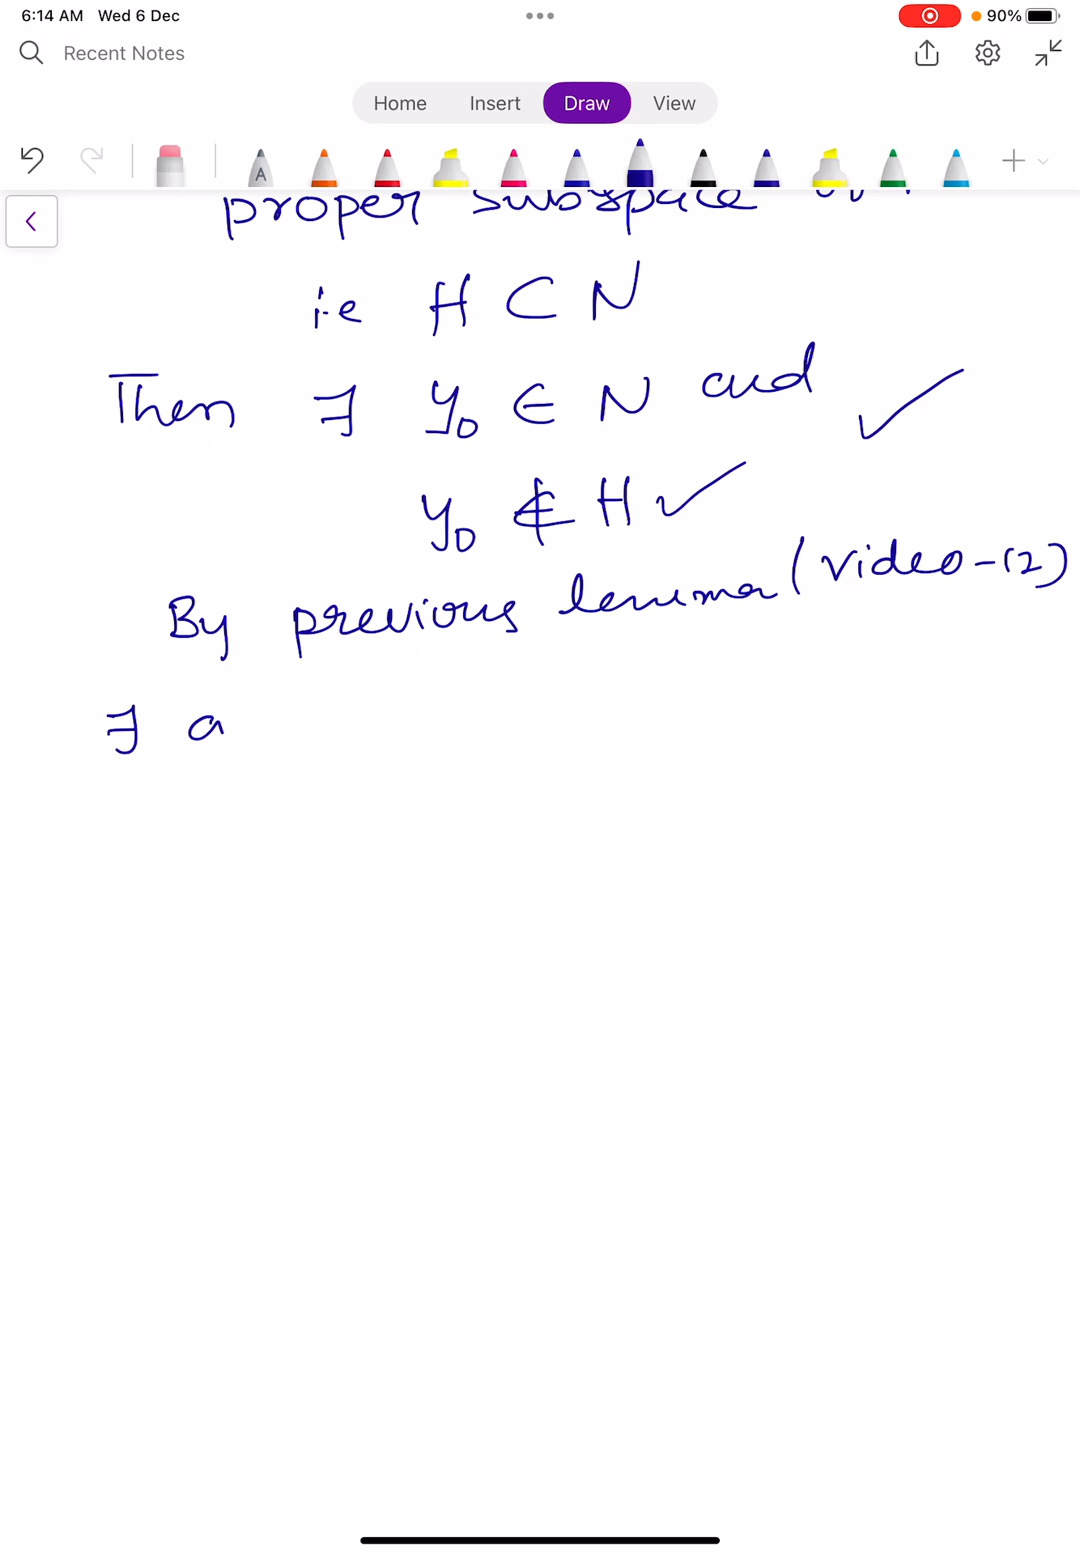 6:14 AM Wed 6 Dec
90%
Recent Notes
Home Insert Draw View
A
proper subspace
i.e H ⊂ N
Then ∃ y₀ ∈ N and
y₀ ∉ H
By previous lemma (video-12)
∃ a